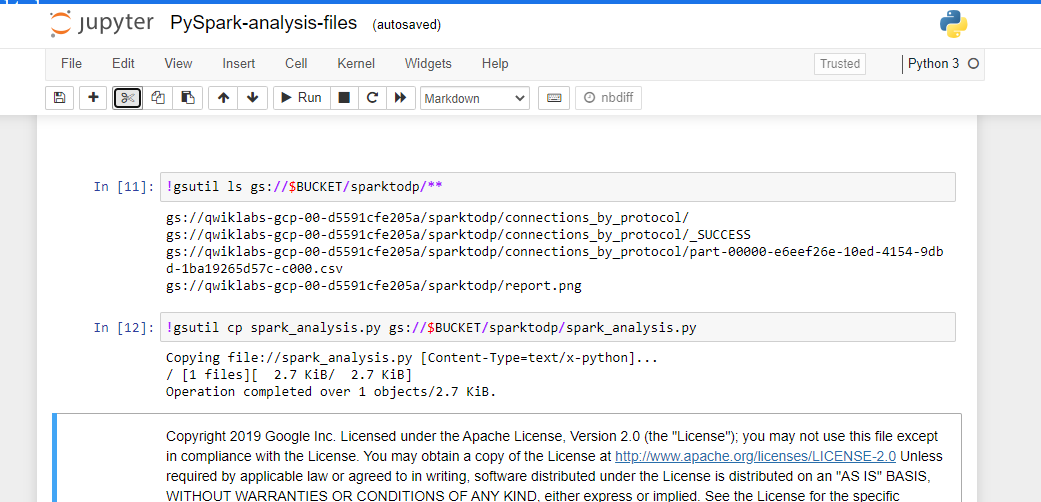 jupyter PySpark-analysis-files (autosaved)
File Edit View Insert Cell Kernel Widgets Help Trusted Python 3
Run Markdown nbdiff
In [11]: !gsutil ls gs://$BUCKET/sparktodp/**
gs://qwiklabs-gcp-00-d5591cfe205a/sparktodp/connections_by_protocol/
gs://qwiklabs-gcp-00-d5591cfe205a/sparktodp/connections_by_protocol/_SUCCESS
gs://qwiklabs-gcp-00-d5591cfe205a/sparktodp/connections_by_protocol/part-00000-e6eef26e-10ed-4154-9db
d-1ba19265d57c-c000.csv
gs://qwiklabs-gcp-00-d5591cfe205a/sparktodp/report.png
In [12]: !gsutil cp spark_analysis.py gs://$BUCKET/sparktodp/spark_analysis.py
Copying file://spark_analysis.py [Content-Type=text/x-python]...
/ [1 files][  2.7 KiB/  2.7 KiB]
Operation completed over 1 objects/2.7 KiB.
Copyright 2019 Google Inc. Licensed under the Apache License, Version 2.0 (the "License"); you may not use this file except
in compliance with the License. You may obtain a copy of the License at http://www.apache.org/licenses/LICENSE-2.0 Unless
required by applicable law or agreed to in writing, software distributed under the License is distributed on an "AS IS" BASIS,
WITHOUT WARRANTIES OR CONDITIONS OF ANY KIND, either express or implied. See the License for the specific